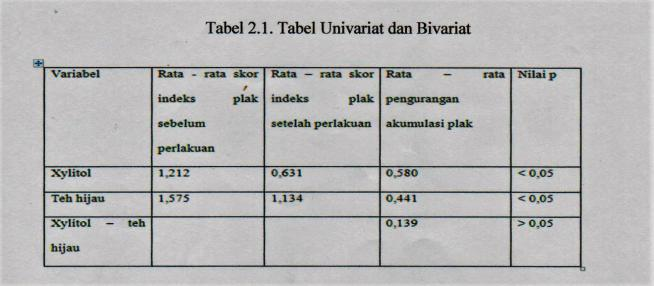 Tabel 2.1. Tabel Univariat dan Bivariat
Variabel | Rata - rata skor indeks plak sebelum perlakuan | Rata – rata skor indeks plak setelah perlakuan | Rata – rata pengurangan akumulasi plak | Nilai p
Xylitol | 1,212 | 0,631 | 0,580 | < 0,05
Teh hijau | 1,575 | 1,134 | 0,441 | < 0,05
Xylitol – teh hijau | | | 0,139 | > 0,05